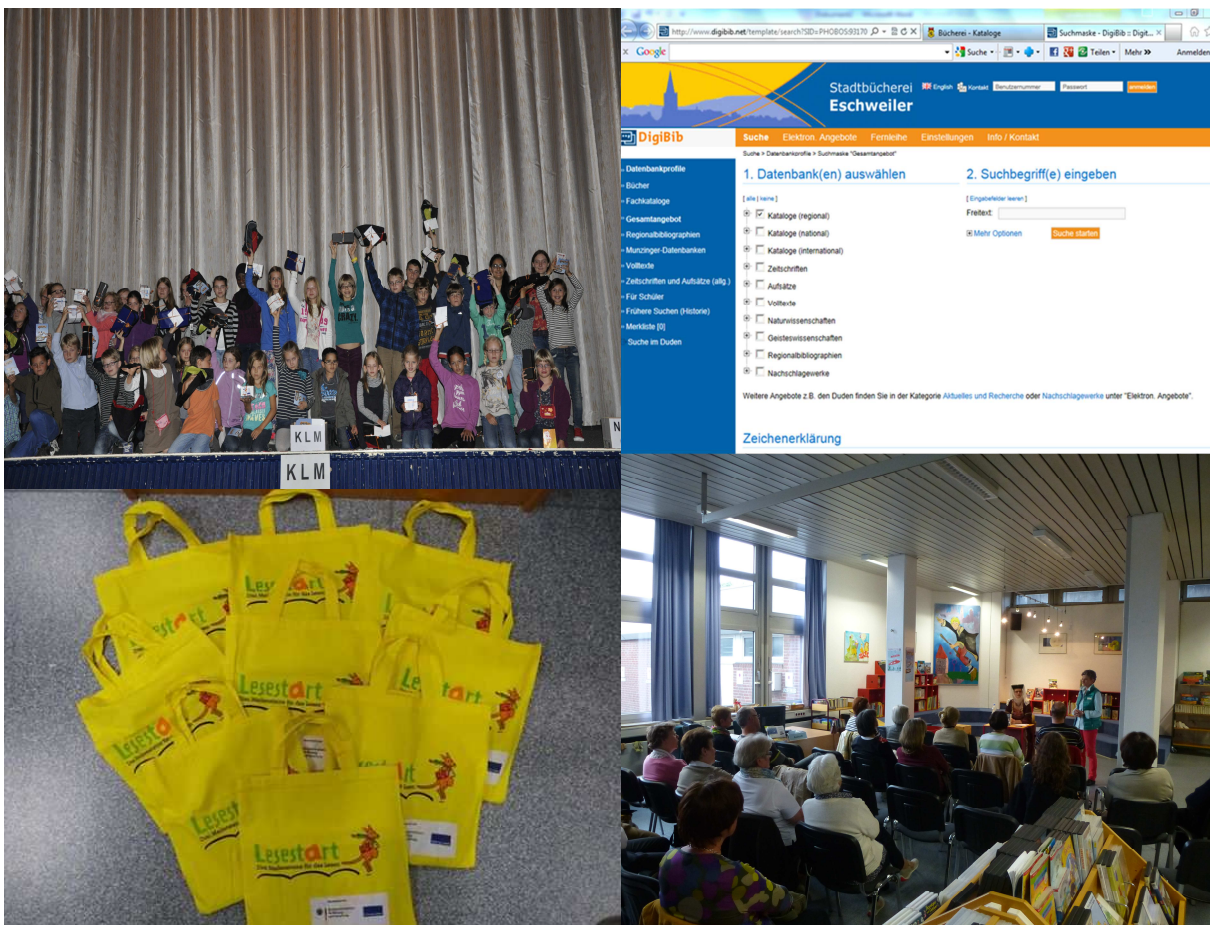 KLM
KLM
N
http://www.digibib.net/template/search?SID=PHOBOS:93170
Bücherei - Kataloge
Suchmaske - DigiBib :: Digit...
x Google
Suche
Teilen
Mehr »
Anmelden
Stadtbücherei
Eschweiler
English
Kontakt
Benutzernummer
Passwort
anmelden
DigiBib
Suche Elektron. Angebote Fernleihe Einstellungen Info / Kontakt
Suche > Datenbankprofile > Suchmaske "Gesamtangebot"
Datenbankprofile
Bücher
Fachkataloge
Gesamtangebot
Regionalbibliographien
Munzinger-Datenbanken
Volltexte
Zeitschriften und Aufsätze (allg.)
Für Schüler
Frühere Suchen (Historie)
Merkliste [0]
Suche im Duden
1. Datenbank(en) auswählen
[ alle | keine ]
Kataloge (regional)
Kataloge (national)
Kataloge (international)
Zeitschriften
Aufsätze
Volltexte
Naturwissenschaften
Geisteswissenschaften
Regionalbibliographien
Nachschlagewerke
2. Suchbegriff(e) eingeben
[ Eingabefelder leeren ]
Freitext:
Mehr Optionen
Suche starten
Weitere Angebote z.B. den Duden finden Sie in der Kategorie Aktuelles und Recherche oder Nachschlagewerke unter "Elektron. Angebote".
Zeichenerklärung
Lesestart
Lesestart
Lesestart
Lesestart
Drei Meilensteine für das Lesen